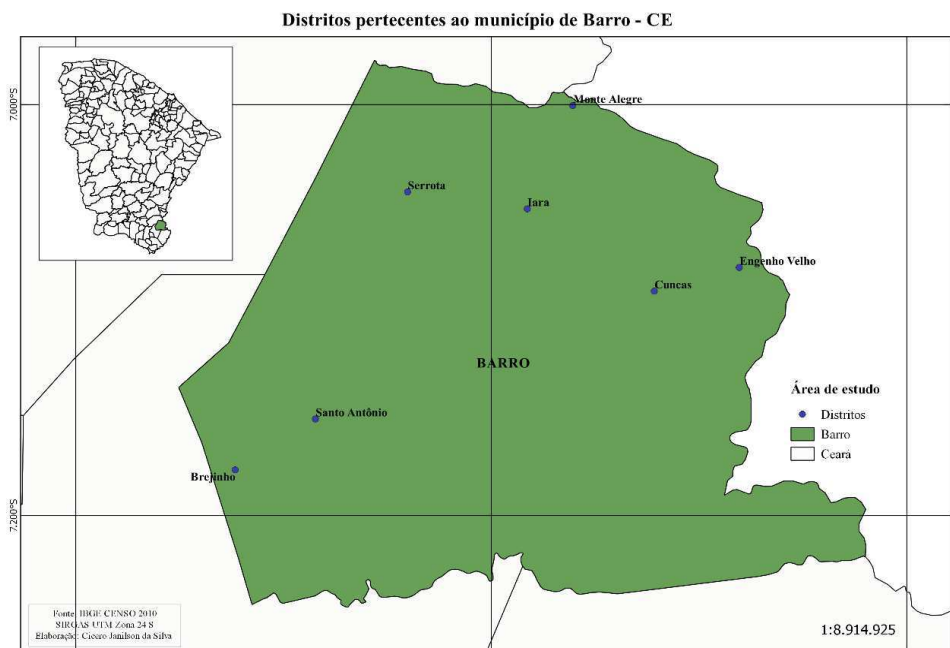 Distritos pertecentes ao município de Barro - CE
7.000°S
Monte Alegre
Serrota
Iara
Engenho Velho
Cuncas
BARRO
Área de estudo
Distritos
Barro
Ceará
Santo Antônio
Brejinho
7.200°S
Fonte: IBGE CENSO 2010
SIRGAS UTM Zona 24 S
Elaboração: Cicero Janilson da Silva
1:8.914.925